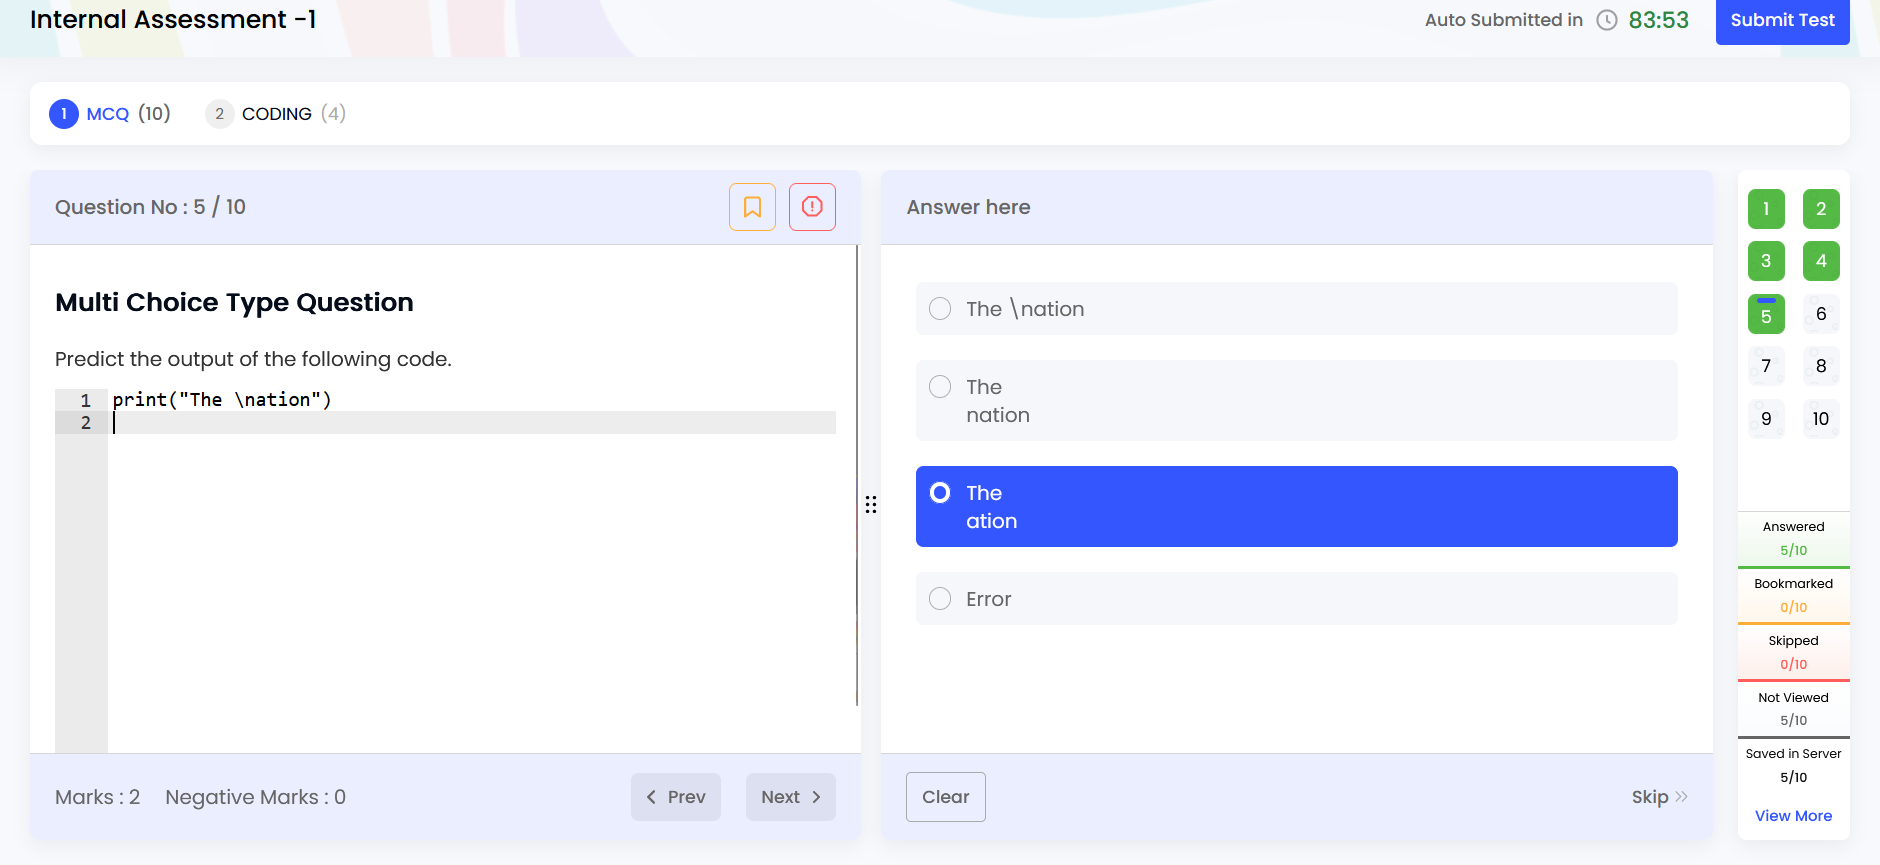 Internal Assessment -1
Auto Submitted in 83:53
Submit Test
1 MCQ (10) 2 CODING (4)
Question No : 5 / 10
Multi Choice Type Question
Predict the output of the following code.
1 print("The \nation")
2
Marks : 2 Negative Marks : 0
Prev
Next
Answer here
The \nation
The
nation
The
ation
Error
Clear
Skip
1 2
3 4
5 6
7 8
9 10
Answered
5/10
Bookmarked
0/10
Skipped
0/10
Not Viewed
5/10
Saved in Server
5/10
View More